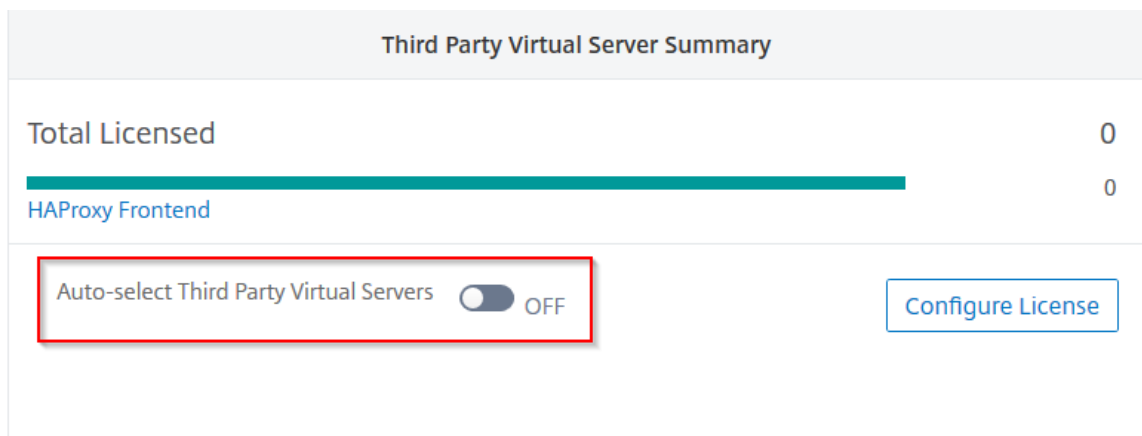 Third Party Virtual Server Summary
Total Licensed 0
0
HAProxy Frontend
Auto-select Third Party Virtual Servers OFF
Configure License